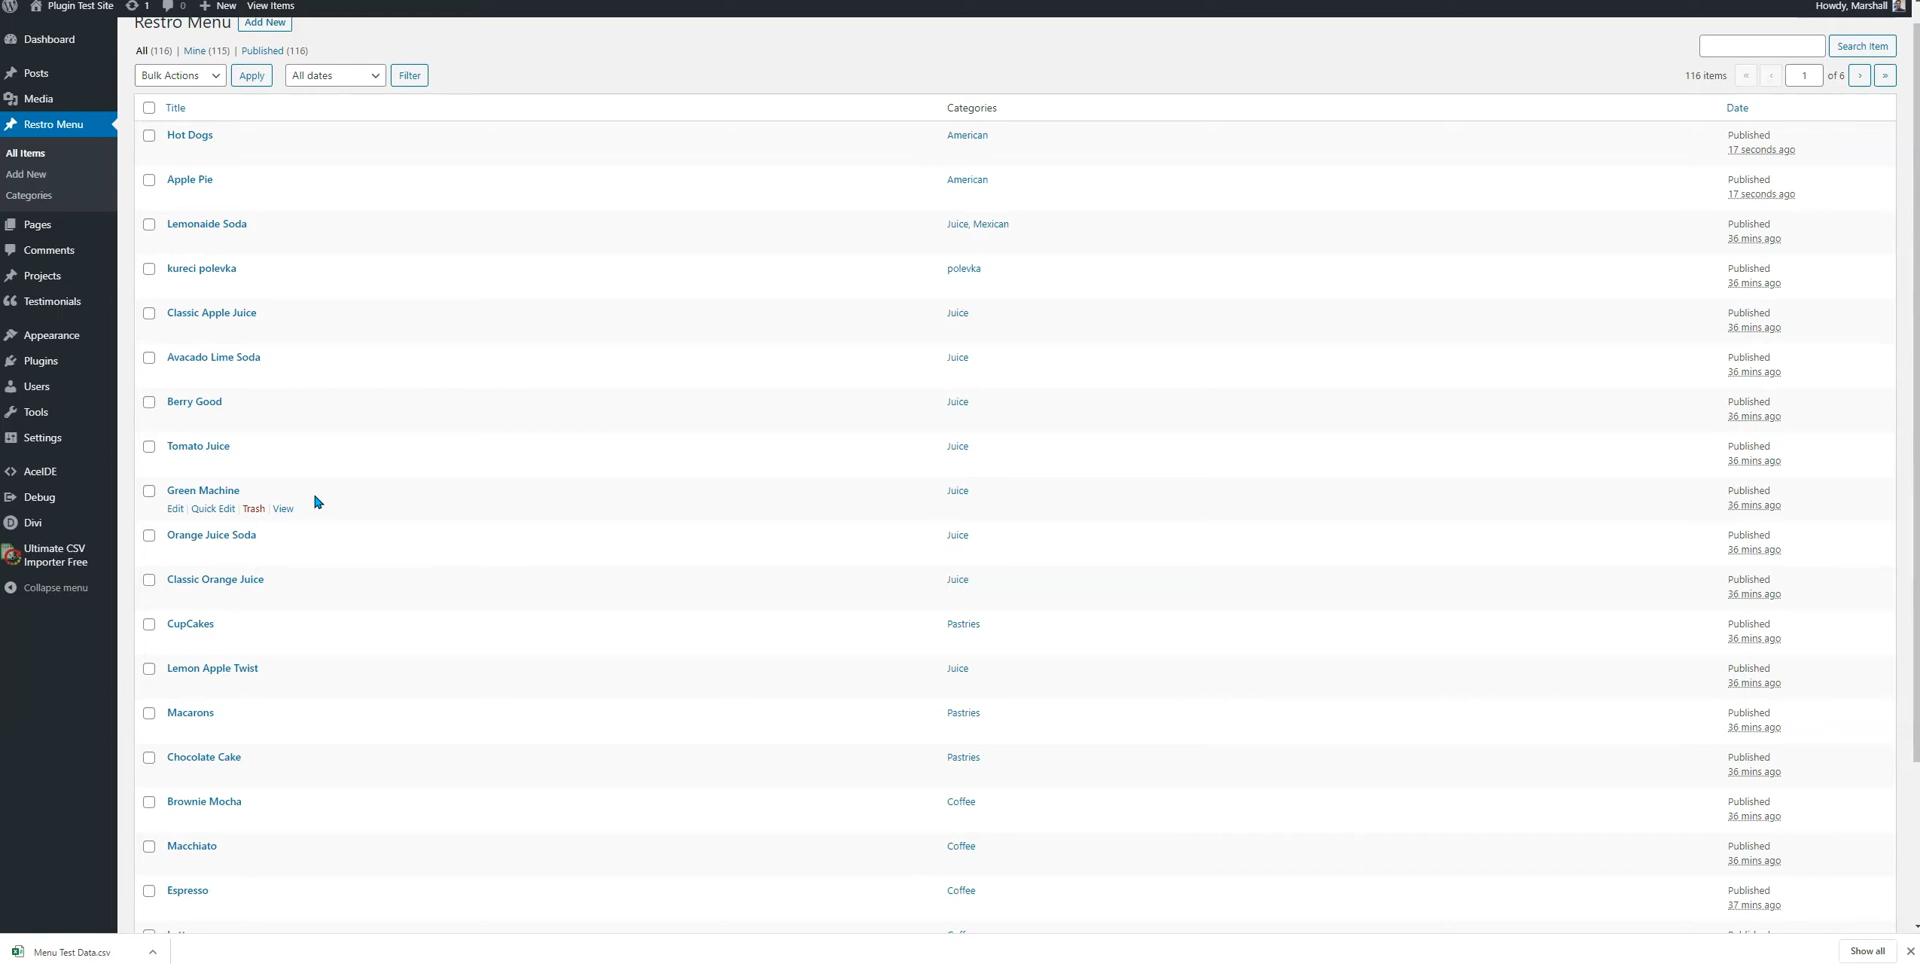 Plugin Test Site 1 0 New View Items Howdy, Marshall
Restro Menu Add New
All (116) | Mine (115) | Published (116)
Search Item
Bulk Actions Apply All dates Filter 116 items « ‹ 1 of 6 › »
Dashboard
Posts
Media
Restro Menu
All Items
Add New
Categories
Pages
Comments
Projects
Testimonials
Appearance
Plugins
Users
Tools
Settings
AceIDE
Debug
Divi
Ultimate CSV
Importer Free
Collapse menu
Title Categories Date
Hot Dogs American Published
17 seconds ago
Apple Pie American Published
17 seconds ago
Lemonaide Soda Juice, Mexican Published
36 mins ago
kureci polevka polevka Published
36 mins ago
Classic Apple Juice Juice Published
36 mins ago
Avacado Lime Soda Juice Published
36 mins ago
Berry Good Juice Published
36 mins ago
Tomato Juice Juice Published
36 mins ago
Green Machine Juice Published
Edit | Quick Edit | Trash | View 36 mins ago
Orange Juice Soda Juice Published
36 mins ago
Classic Orange Juice Juice Published
36 mins ago
CupCakes Pastries Published
36 mins ago
Lemon Apple Twist Juice Published
36 mins ago
Macarons Pastries Published
36 mins ago
Chocolate Cake Pastries Published
36 mins ago
Brownie Mocha Coffee Published
36 mins ago
Macchiato Coffee Published
36 mins ago
Espresso Coffee Published
37 mins ago
Menu Test Data.csv Show all